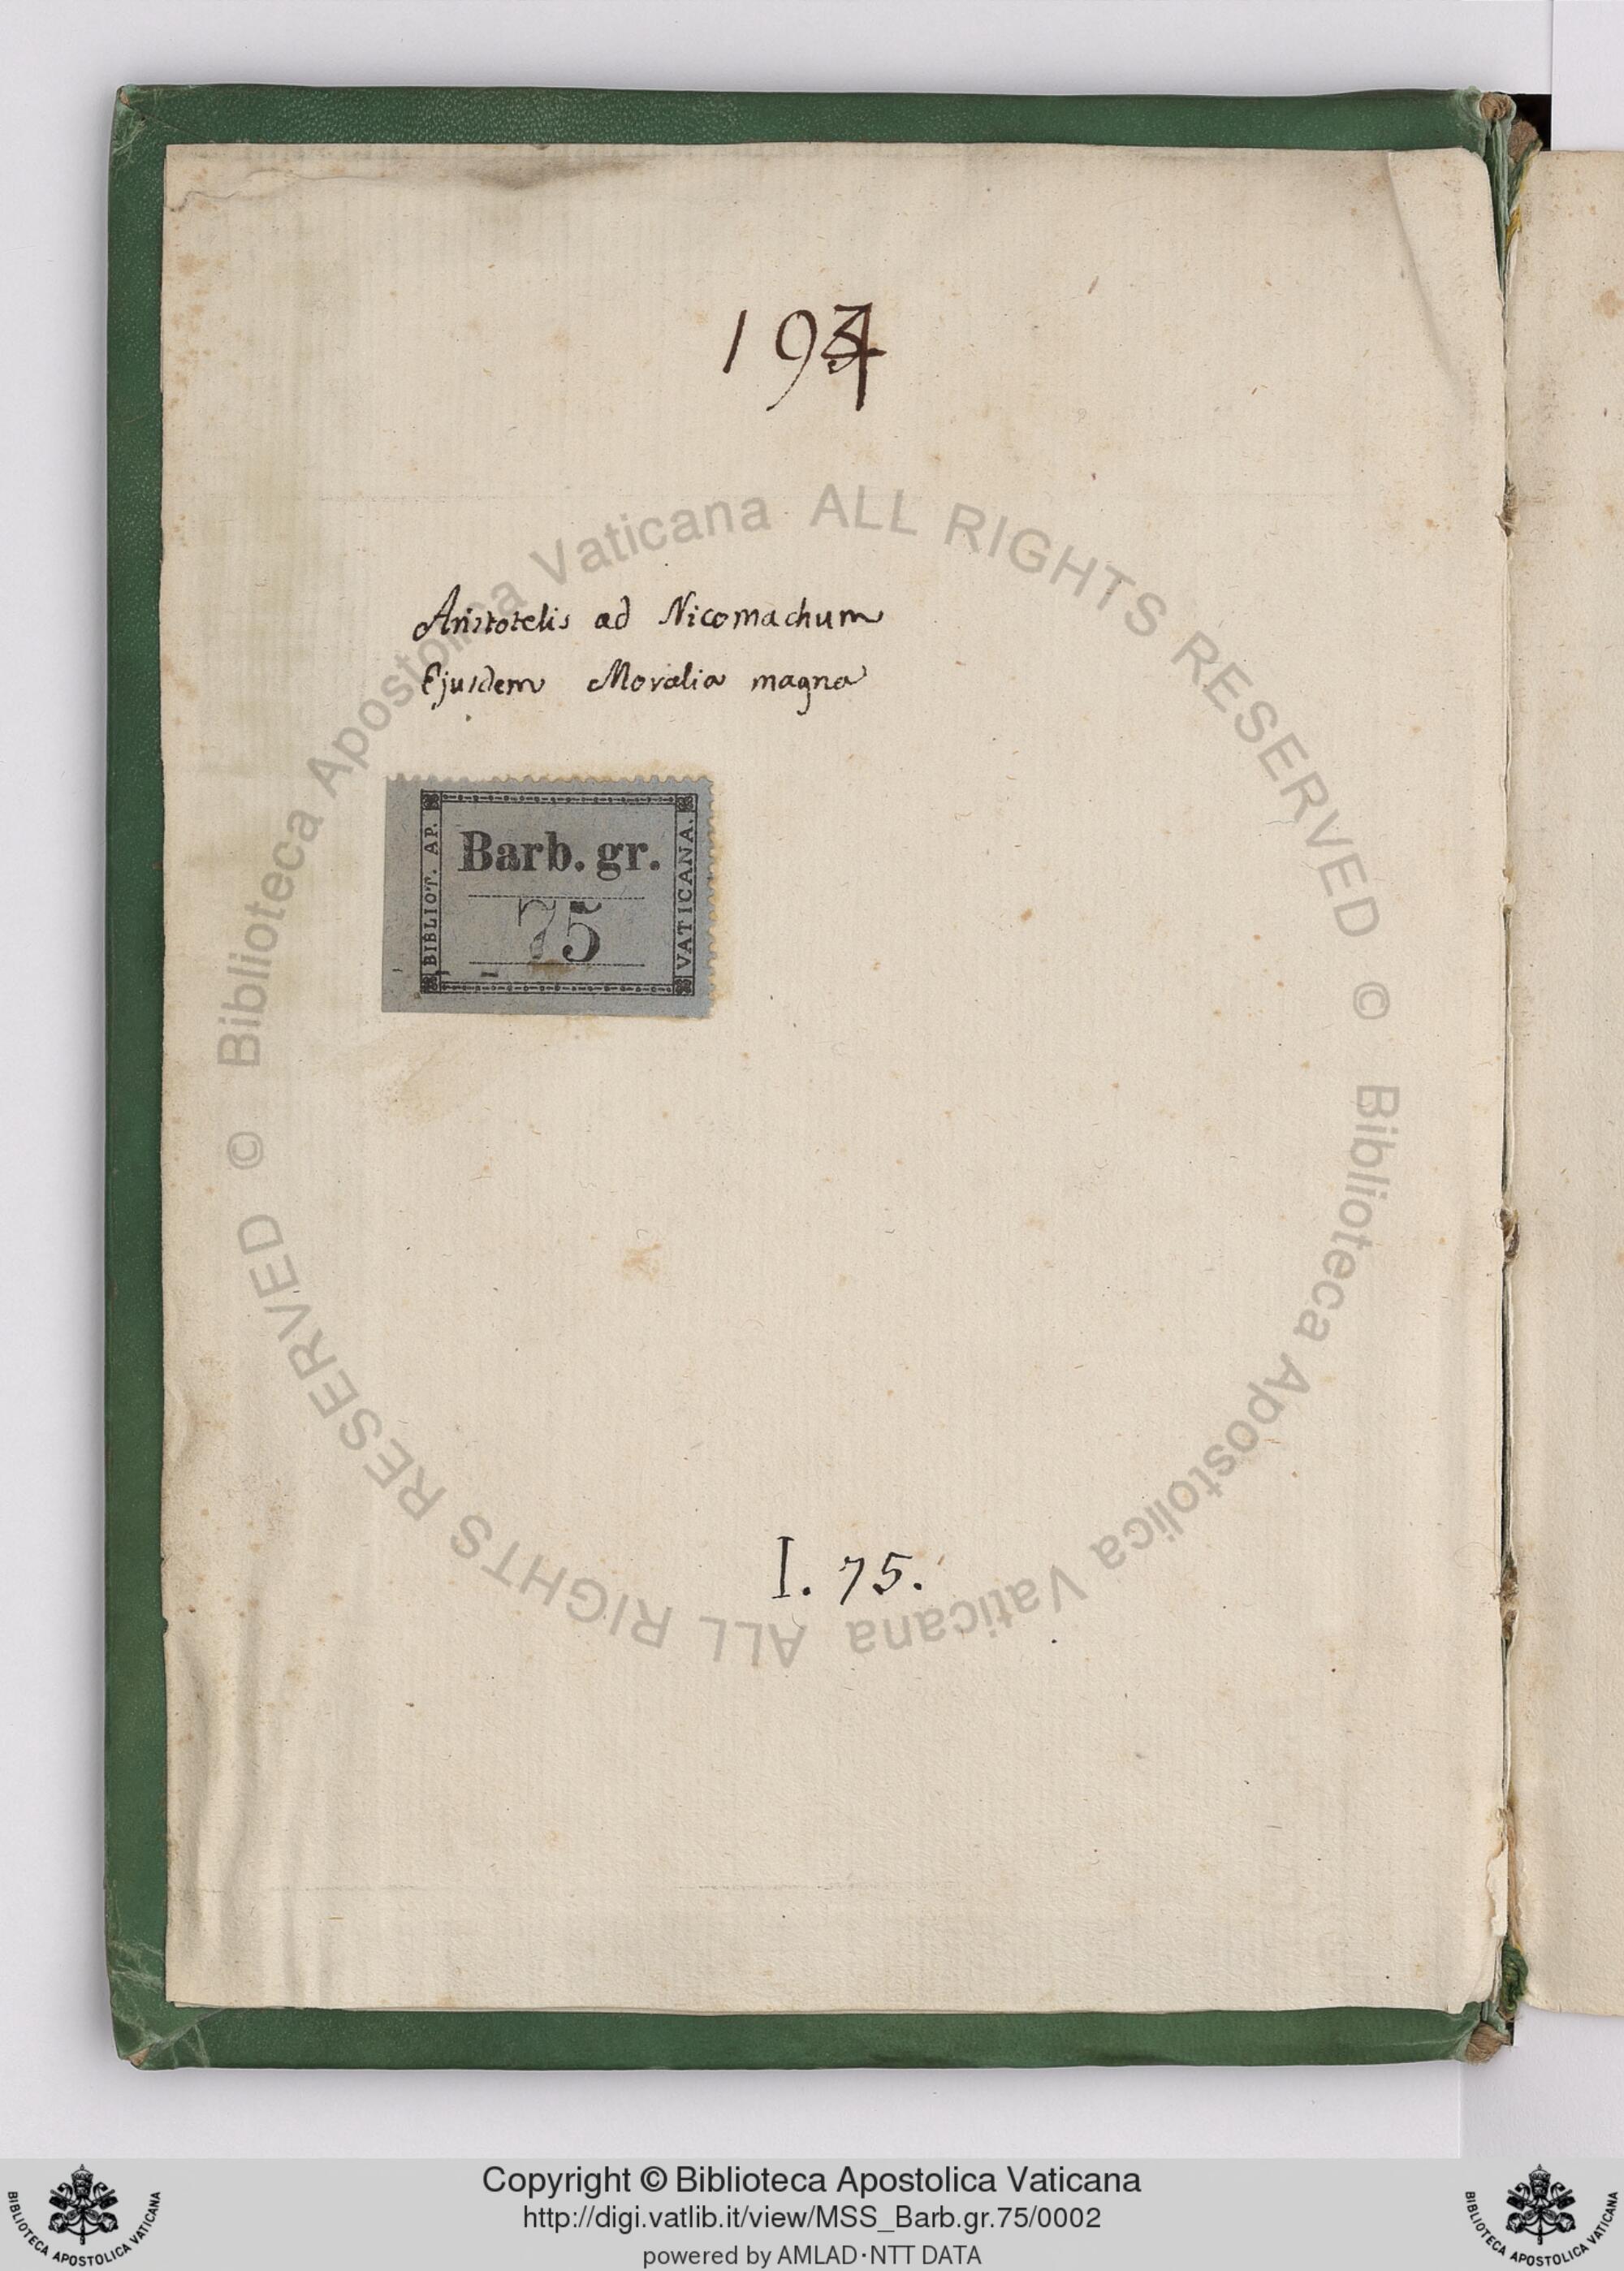 194
Aristotelis ad Nicomachum
Ejusdem Moralia magna
BIBLIOT. AP. VATICANA.
Barb. gr.
75
I. 75.
© Biblioteca Apostolica Vaticana ALL RIGHTS RESERVED
© Biblioteca Apostolica Vaticana ALL RIGHTS RESERVED
Copyright © Biblioteca Apostolica Vaticana
http://digi.vatlib.it/view/MSS_Barb.gr.75/0002
powered by AMLAD·NTT DATA
BIBLIOTECA APOSTOLICA VATICANA
BIBLIOTECA APOSTOLICA VATICANA